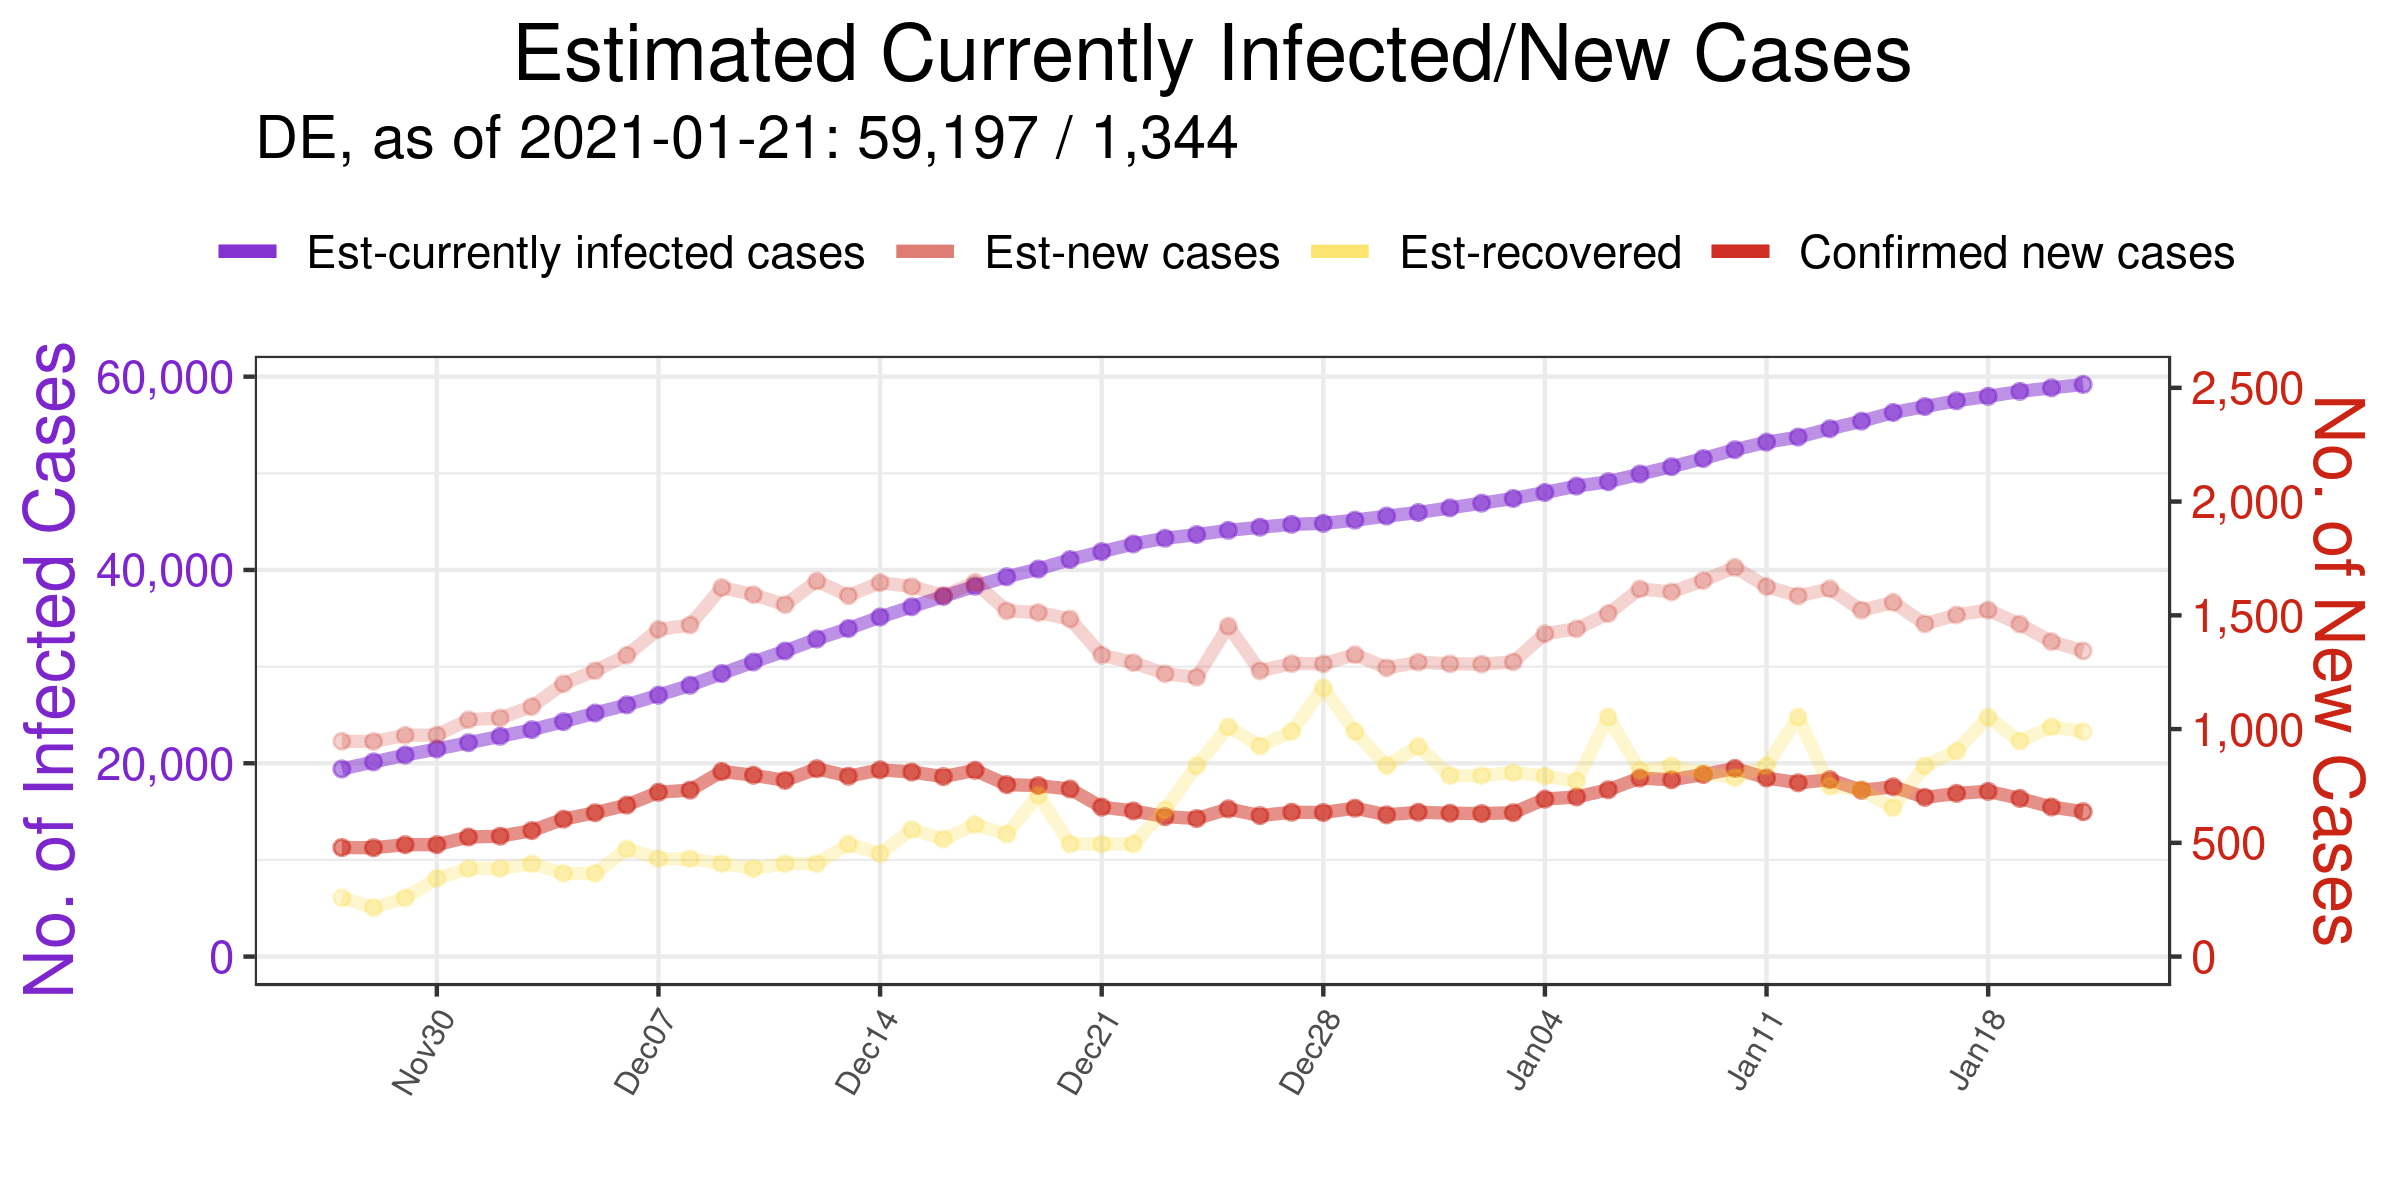 Estimated Currently Infected/New Cases
DE, as of 2021-01-21: 59,197 / 1,344
Est-currently infected cases Est-new cases Est-recovered Confirmed new cases
No. of Infected Cases
60,000
40,000
20,000
0
2,500
2,000
1,500
1,000
500
0
No. of New Cases
Nov30 Dec07 Dec14 Dec21 Dec28 Jan04 Jan11 Jan18